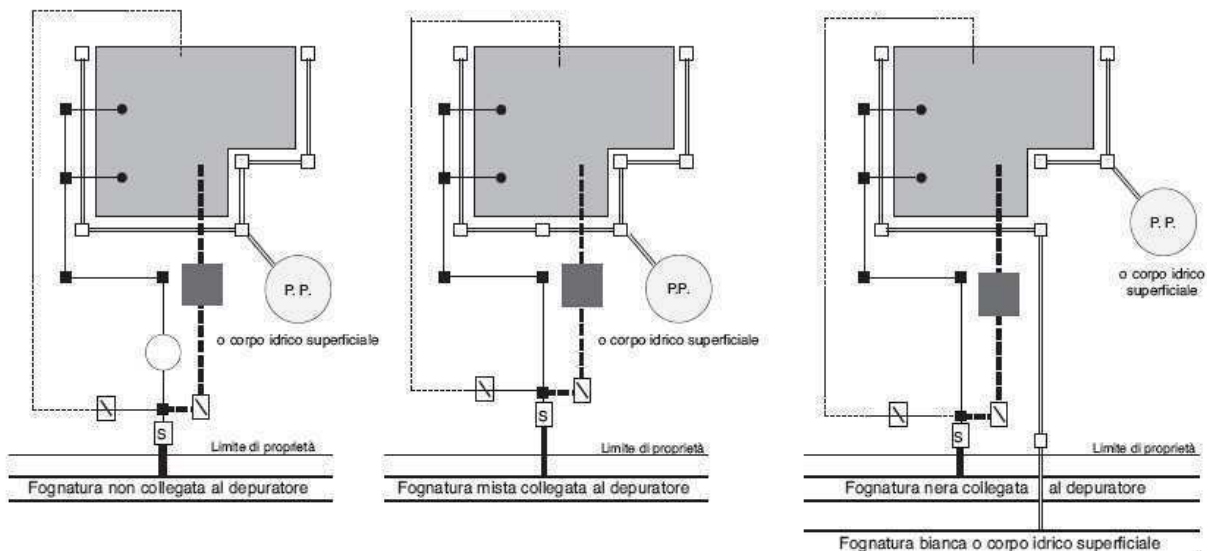 P. P.
o corpo idrico superficiale
S
Limite di proprietà
Fognatura non collegata al depuratore
P.P.
o corpo idrico superficiale
S
Limite di proprietà
Fognatura mista collegata al depuratore
P. P.
o corpo idrico
superficiale
S
Limite di proprietà
Fognatura nera collegata al depuratore
Fognatura bianca o corpo idrico superficiale